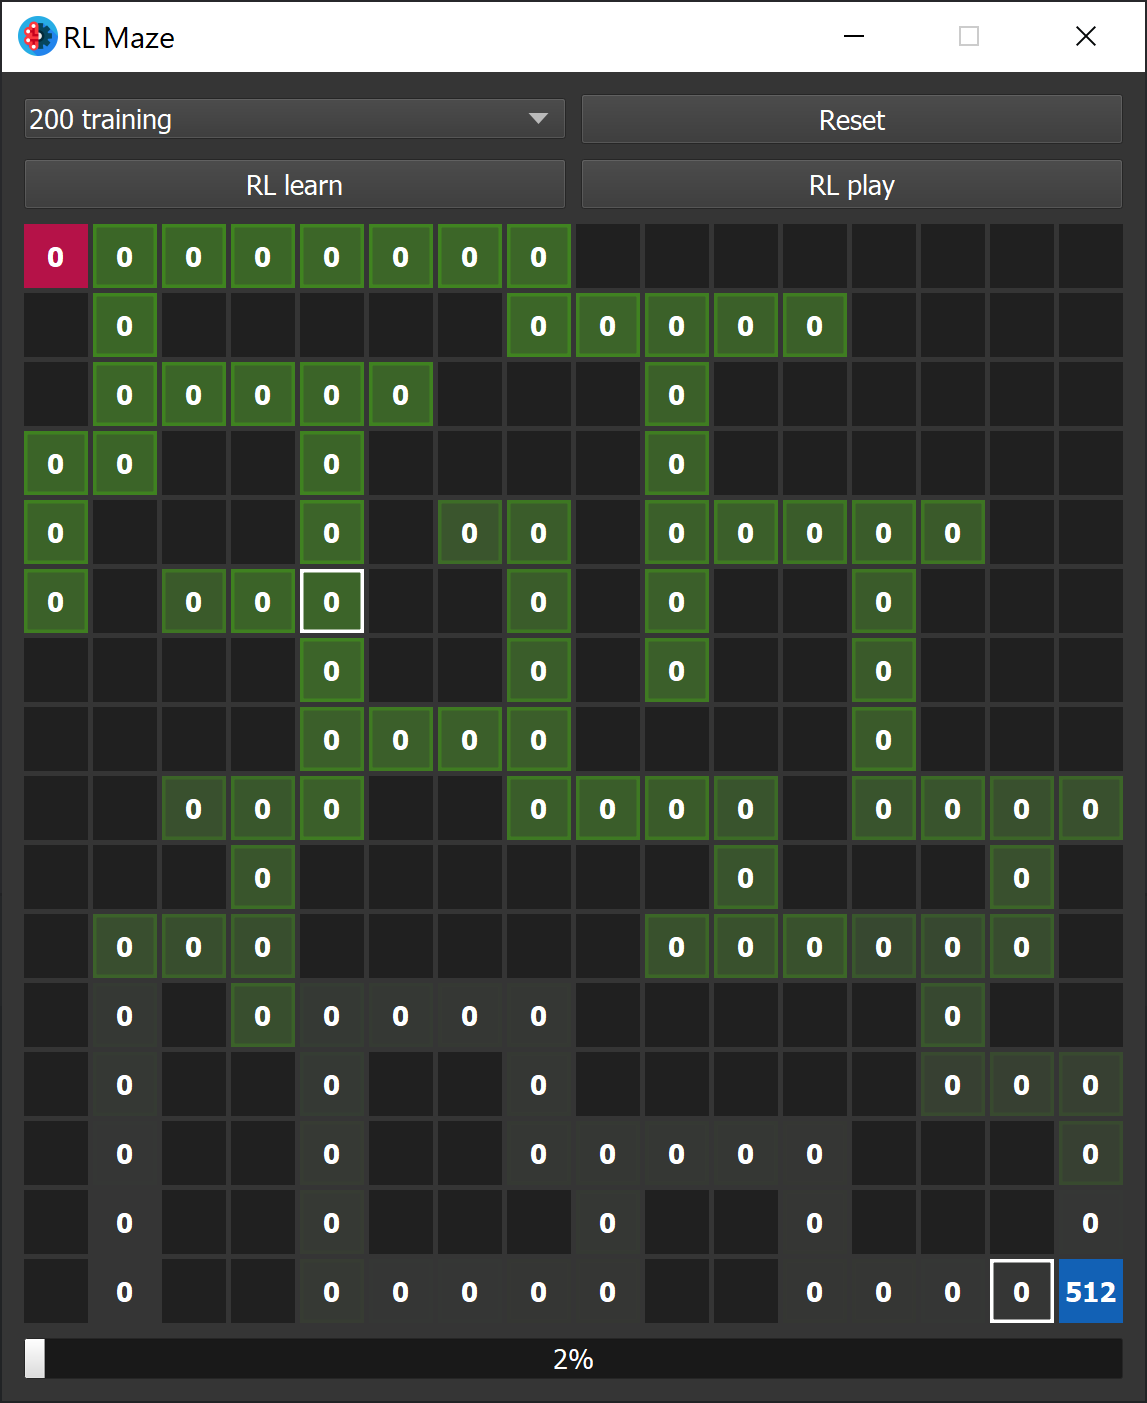 RL Maze
200 training Reset
RL learn RL play
0 0 0 0 0 0 0 0
0 0 0 0 0 0
0 0 0 0 0 0
0 0 0 0
0 0 0 0 0 0 0 0 0
0 0 0 0 0 0 0
0 0 0 0
0 0 0 0 0
0 0 0 0 0 0 0 0 0 0 0
0 0 0
0 0 0 0 0 0 0 0 0
0 0 0 0 0 0 0
0 0 0 0 0 0
0 0 0 0 0 0 0 0
0 0 0 0 0
0 0 0 0 0 0 0 0 0 0 512
2%